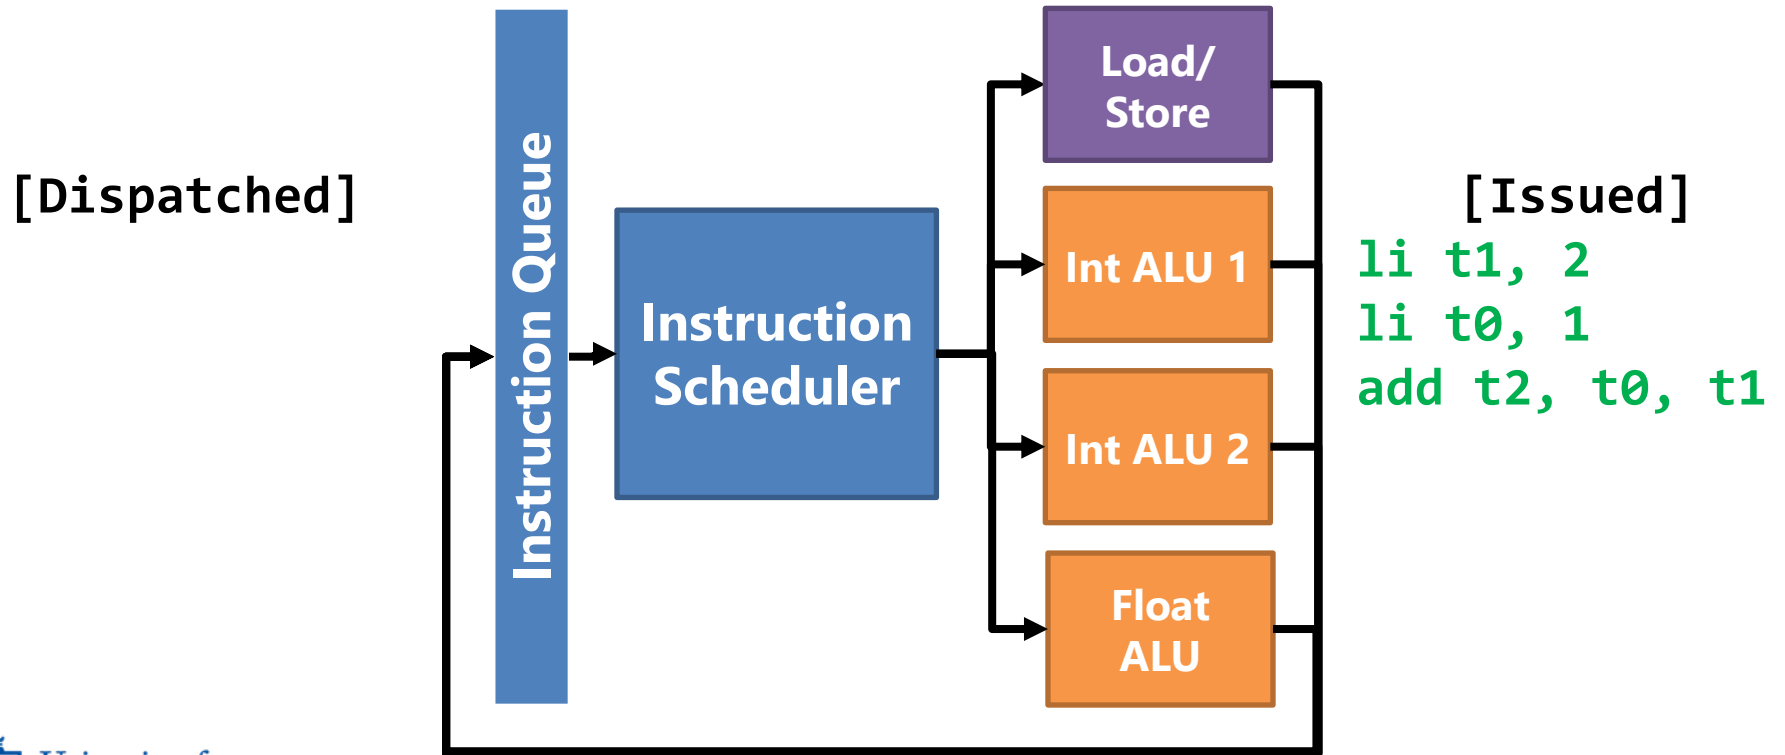 [Dispatched]
Instruction Queue
Instruction
Scheduler
Load/
Store
Int ALU 1
Int ALU 2
Float
ALU
[Issued]
li t1, 2
li t0, 1
add t2, t0, t1